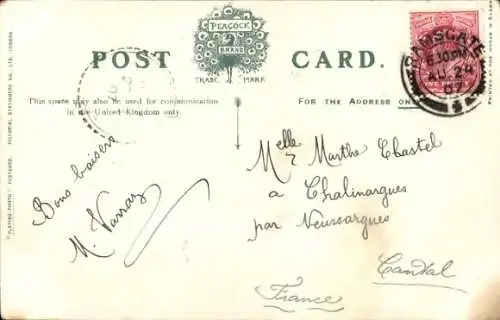 PEACOCK
BRAND
TRADE MARK
POST CARD.
This space may also be used for communication
in the United Kingdom only.
FOR THE ADDRESS ONLY
RAMSGATE
AU 24
07
Bons baisers
M. Varraz
Melle Marthe Chastel
à Chalinargues
par Neussargues
Cantal
France